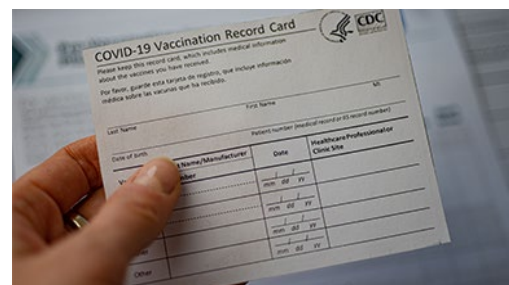 COVID-19 Vaccination Record Card
CDC
Please keep this record card, which includes medical information
about the vaccines you have received.
Por favor, guarde esta tarjeta de registro, que incluye información
médica sobre las vacunas que ha recibido.
Last Name
First Name
MI
Date of birth
Patient number (medical record or IIS record number)
Name/Manufacturer
Date
Healthcare Professional or
Clinic Site
mm dd yy
mm dd yy
mm dd yy
Other
mm dd yy